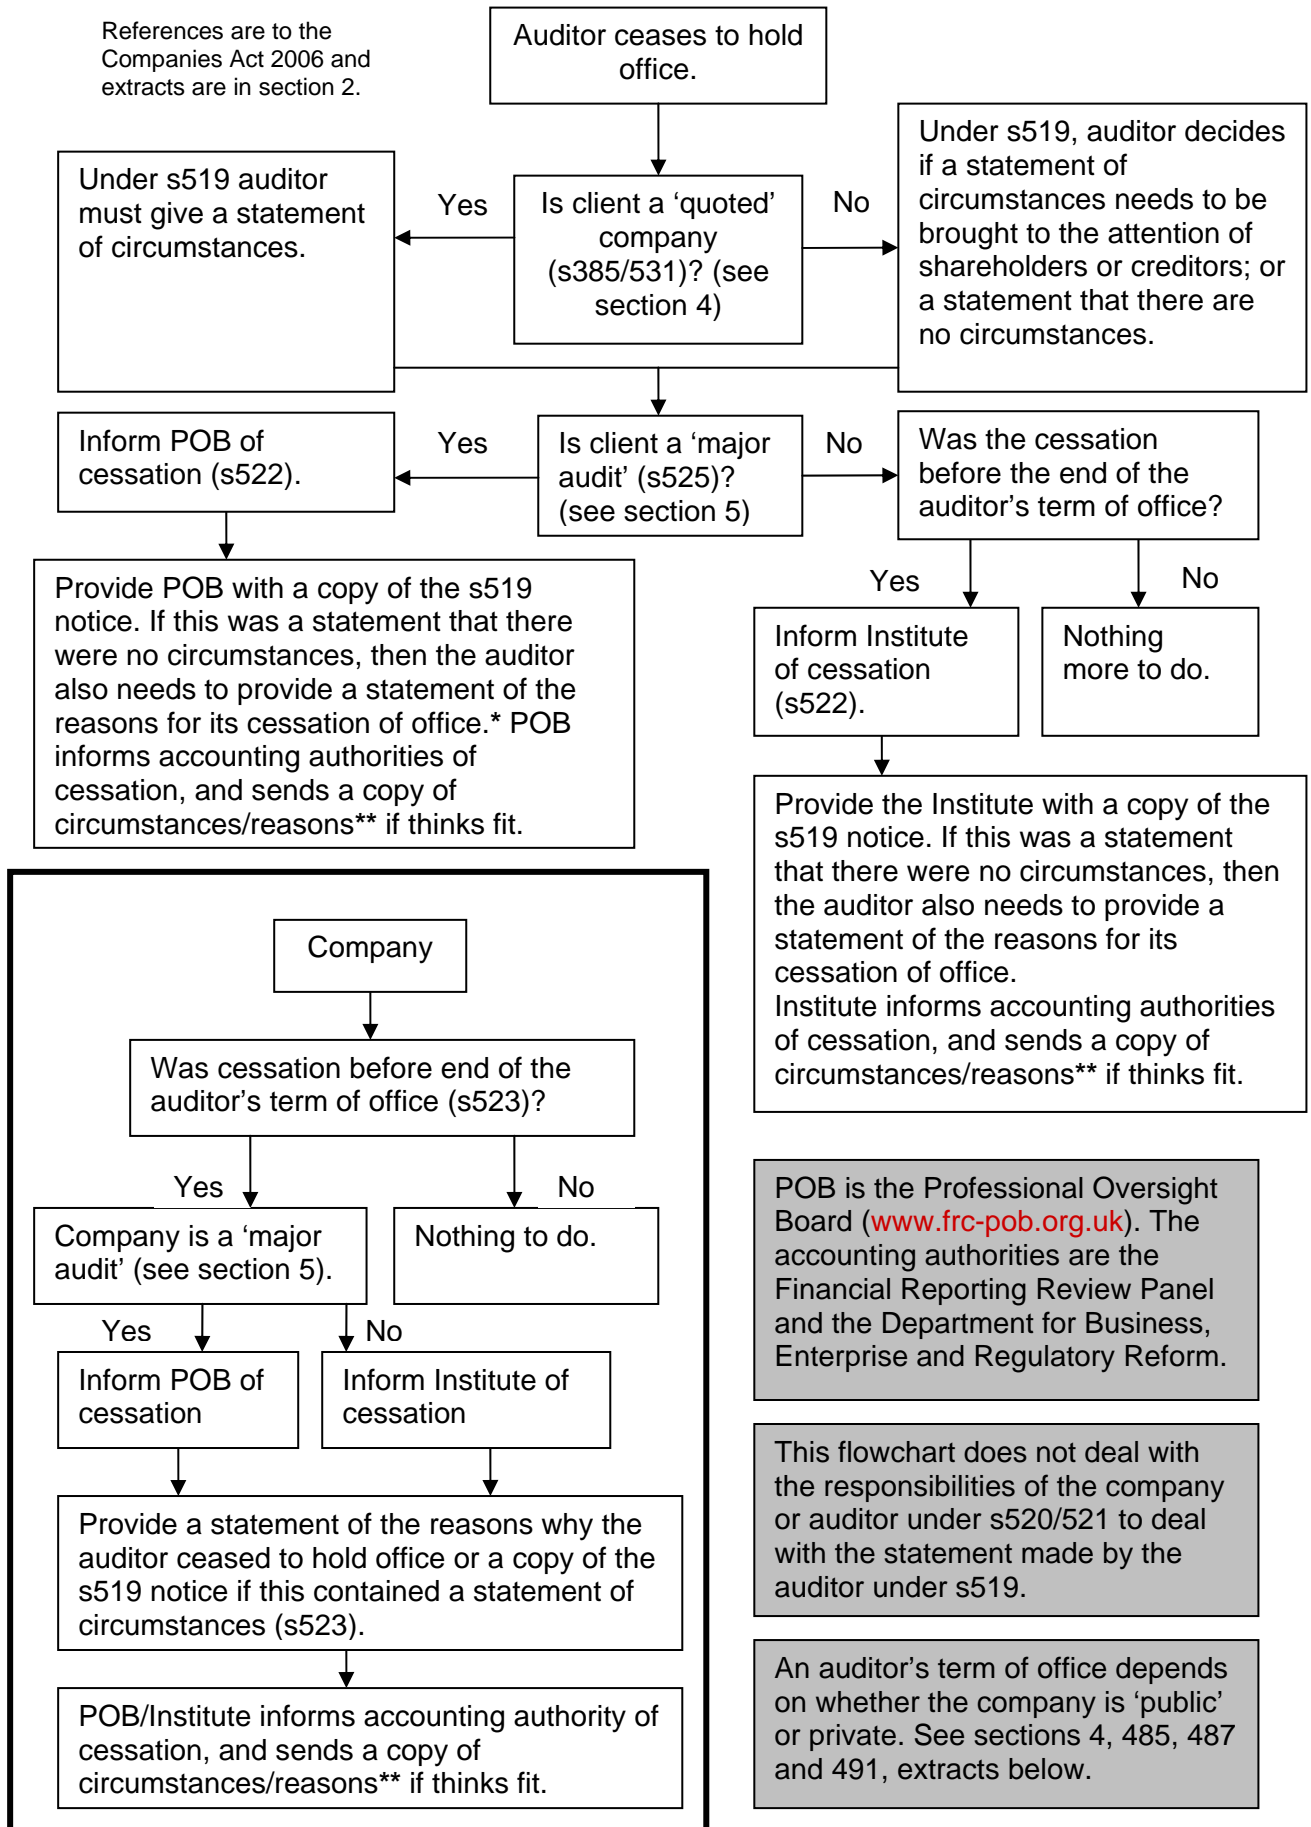 References are to the
Companies Act 2006 and
extracts are in section 2.
Auditor ceases to hold
office.
Under s519 auditor
must give a statement
of circumstances.
Yes
Is client a ‘quoted’
company
(s385/531)? (see
section 4)
No
Under s519, auditor decides
if a statement of
circumstances needs to be
brought to the attention of
shareholders or creditors; or
a statement that there are
no circumstances.
Inform POB of
cessation (s522).
Yes
Is client a ‘major
audit’ (s525)?
(see section 5)
No
Was the cessation
before the end of the
auditor’s term of office?
Provide POB with a copy of the s519
notice. If this was a statement that there
were no circumstances, then the auditor
also needs to provide a statement of the
reasons for its cessation of office.* POB
informs accounting authorities of
cessation, and sends a copy of
circumstances/reasons** if thinks fit.
Yes
No
Inform Institute
of cessation
(s522).
Nothing
more to do.
Provide the Institute with a copy of the
s519 notice. If this was a statement
that there were no circumstances, then
the auditor also needs to provide a
statement of the reasons for its
cessation of office.
Institute informs accounting authorities
of cessation, and sends a copy of
circumstances/reasons** if thinks fit.
Company
Was cessation before end of the
auditor’s term of office (s523)?
Yes
No
Company is a ‘major
audit’ (see section 5).
Nothing to do.
Yes
No
Inform POB of
cessation
Inform Institute of
cessation
Provide a statement of the reasons why the
auditor ceased to hold office or a copy of the
s519 notice if this contained a statement of
circumstances (s523).
POB/Institute informs accounting authority of
cessation, and sends a copy of
circumstances/reasons** if thinks fit.
POB is the Professional Oversight
Board (www.frc-pob.org.uk). The
accounting authorities are the
Financial Reporting Review Panel
and the Department for Business,
Enterprise and Regulatory Reform.
This flowchart does not deal with
the responsibilities of the company
or auditor under s520/521 to deal
with the statement made by the
auditor under s519.
An auditor’s term of office depends
on whether the company is ‘public’
or private. See sections 4, 485, 487
and 491, extracts below.